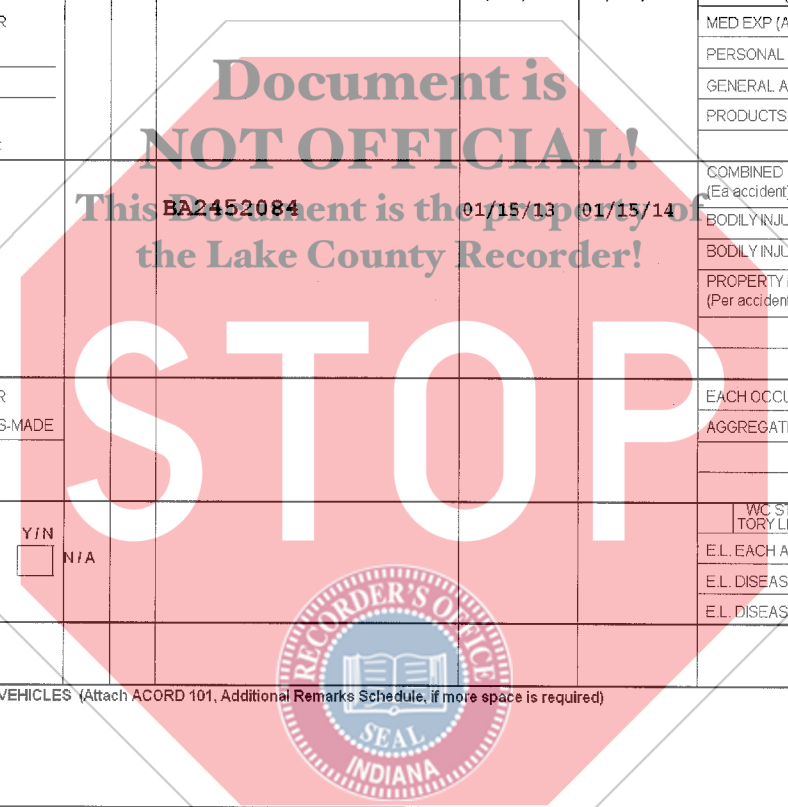 R
MED EXP (A
PERSONAL
GENERAL A
PRODUCTS
Document is
NOT OFFICIAL!
This Document is the property of
the Lake County Recorder!
COMBINED
(Ea accident)
BA2452084 01/15/13 01/15/14
BODILY INJU
BODILY INJU
PROPERTY
(Per accident
STOP
R
S-MADE
EACH OCCU
AGGREGAT
Y/N
N/A
WC ST
TORY L
E.L. EACH A
E.L. DISEAS
E.L. DISEAS
RECORDER'S OFFICE
SEAL
INDIANA
VEHICLES (Attach ACORD 101, Additional Remarks Schedule, if more space is required)